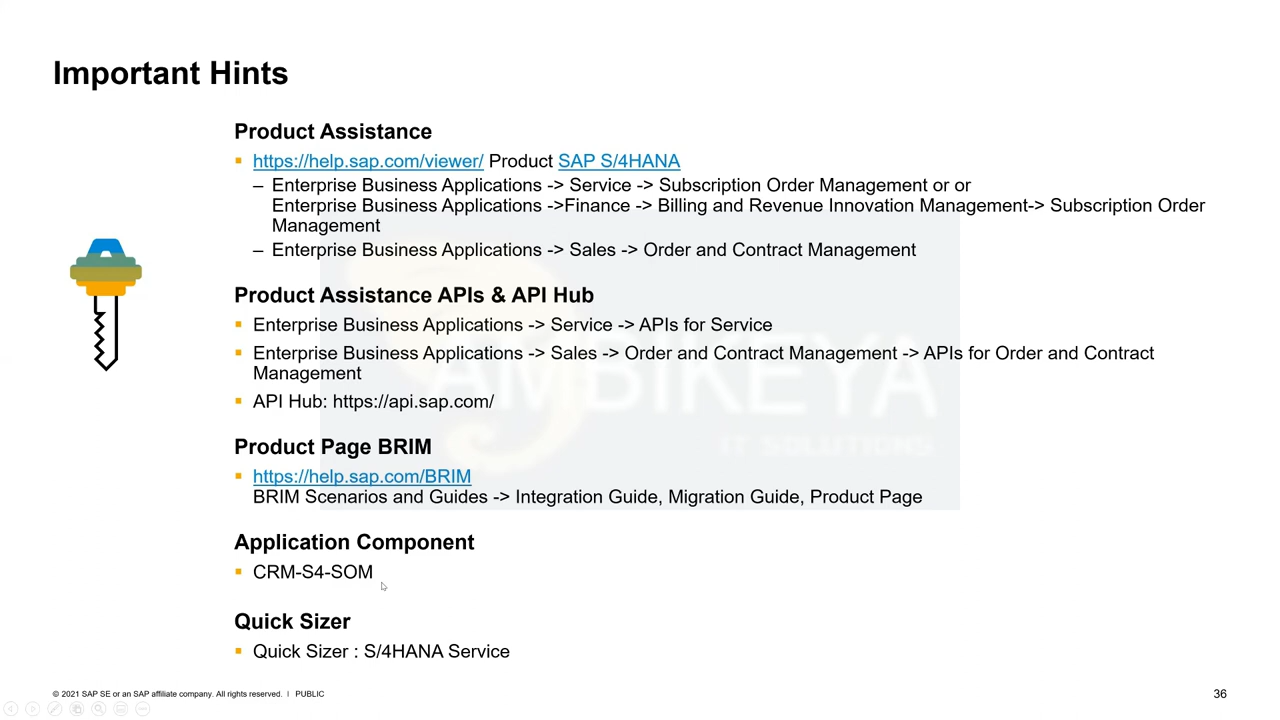 Important Hints
Product Assistance
https://help.sap.com/viewer/ Product SAP S/4HANA
– Enterprise Business Applications -> Service -> Subscription Order Management or or
Enterprise Business Applications ->Finance -> Billing and Revenue Innovation Management-> Subscription Order
Management
– Enterprise Business Applications -> Sales -> Order and Contract Management
Product Assistance APIs & API Hub
Enterprise Business Applications -> Service -> APIs for Service
Enterprise Business Applications -> Sales -> Order and Contract Management -> APIs for Order and Contract
Management
API Hub: https://api.sap.com/
AMBIKEYA
IT SOLUTIONS
Product Page BRIM
https://help.sap.com/BRIM
BRIM Scenarios and Guides -> Integration Guide, Migration Guide, Product Page
Application Component
CRM-S4-SOM
Quick Sizer
Quick Sizer : S/4HANA Service
© 2021 SAP SE or an SAP affiliate company. All rights reserved. | PUBLIC
36